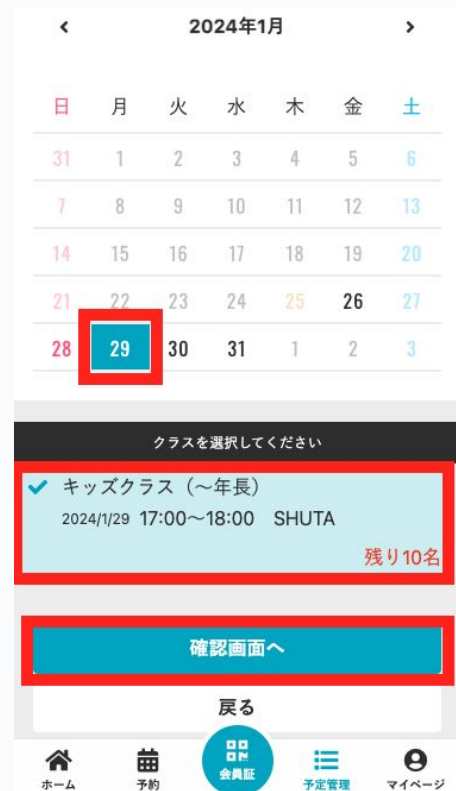 2024年1月
日 月 火 水 木 金 土
31 1 2 3 4 5 6
7 8 9 10 11 12 13
14 15 16 17 18 19 20
21 22 23 24 25 26 27
28 29 30 31 1 2 3
クラスを選択してください
キッズクラス（〜年長）
2024/1/29 17:00〜18:00 SHUTA
残り10名
確認画面へ
戻る
ホーム 予約 会員証 予定管理 マイページ